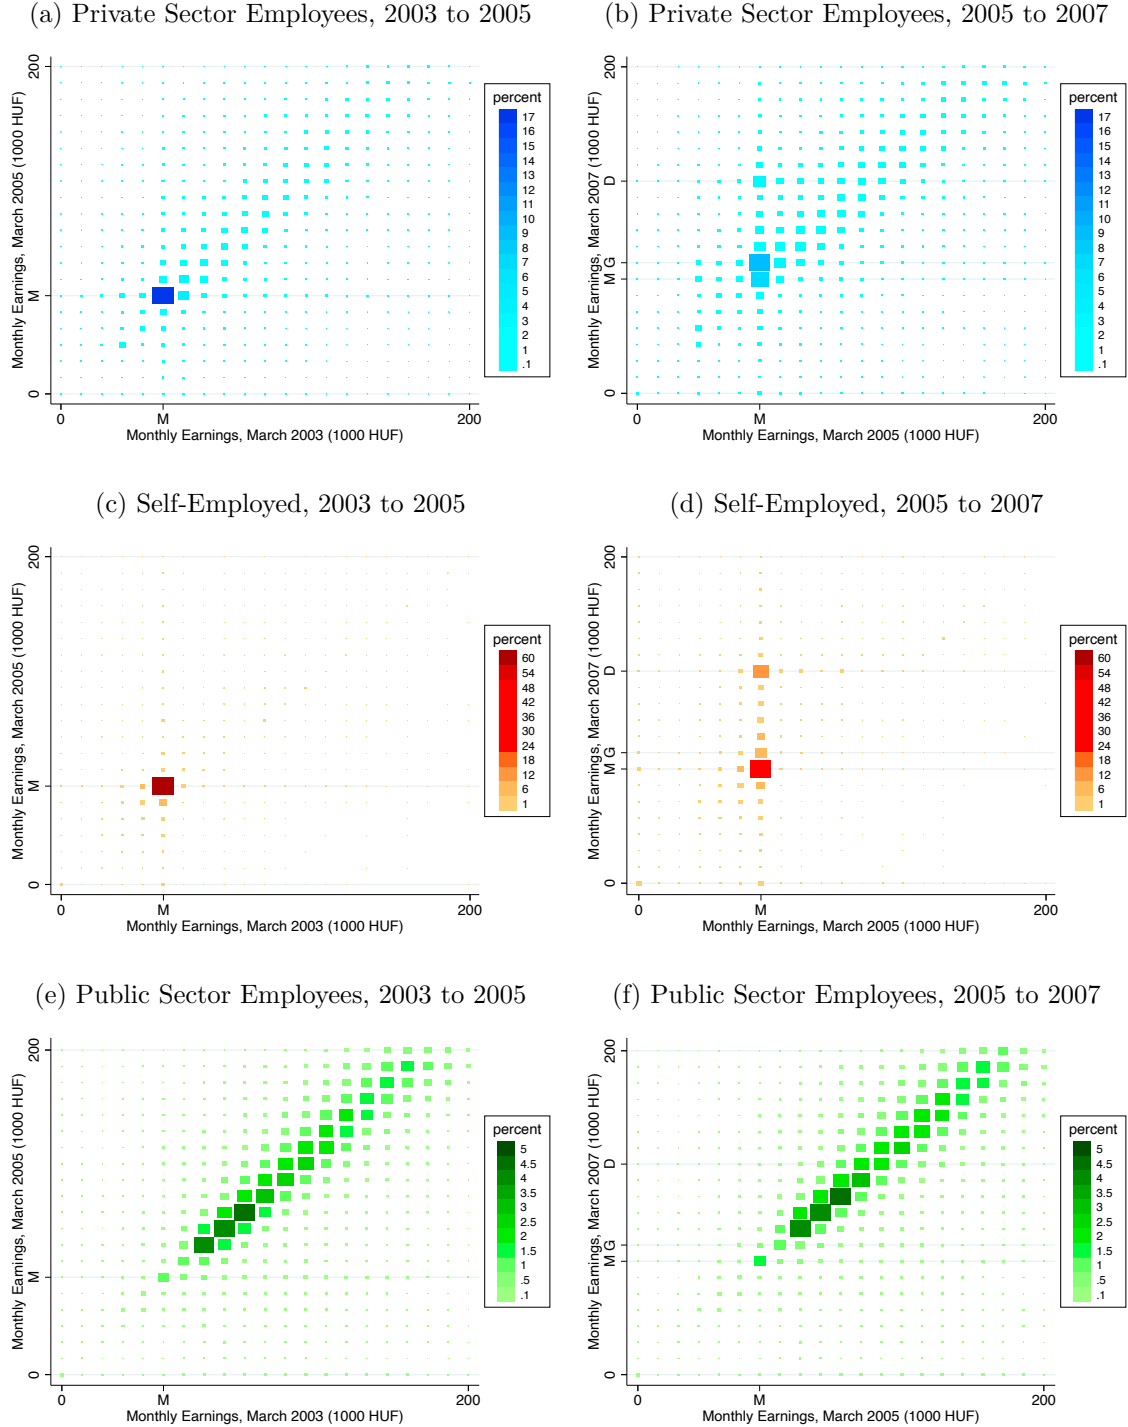 (a) Private Sector Employees, 2003 to 2005
Monthly Earnings, March 2005 (1000 HUF)
200
M
0
0
M
200
Monthly Earnings, March 2003 (1000 HUF)
percent
17
16
15
14
13
12
11
10
9
8
7
6
5
4
3
2
1
.1
(b) Private Sector Employees, 2005 to 2007
Monthly Earnings, March 2007 (1000 HUF)
200
D
G
M
0
0
M
200
Monthly Earnings, March 2005 (1000 HUF)
percent
17
16
15
14
13
12
11
10
9
8
7
6
5
4
3
2
1
.1
(c) Self-Employed, 2003 to 2005
Monthly Earnings, March 2005 (1000 HUF)
200
M
0
0
M
200
Monthly Earnings, March 2003 (1000 HUF)
percent
60
54
48
42
36
30
24
18
12
6
1
(d) Self-Employed, 2005 to 2007
Monthly Earnings, March 2007 (1000 HUF)
200
D
G
M
0
0
M
200
Monthly Earnings, March 2005 (1000 HUF)
percent
60
54
48
42
36
30
24
18
12
6
1
(e) Public Sector Employees, 2003 to 2005
Monthly Earnings, March 2005 (1000 HUF)
200
M
0
0
M
200
Monthly Earnings, March 2003 (1000 HUF)
percent
5
4.5
4
3.5
3
2.5
2
1.5
1
.5
.1
(f) Public Sector Employees, 2005 to 2007
Monthly Earnings, March 2007 (1000 HUF)
200
D
G
M
0
0
M
200
Monthly Earnings, March 2005 (1000 HUF)
percent
5
4.5
4
3.5
3
2.5
2
1.5
1
.5
.1